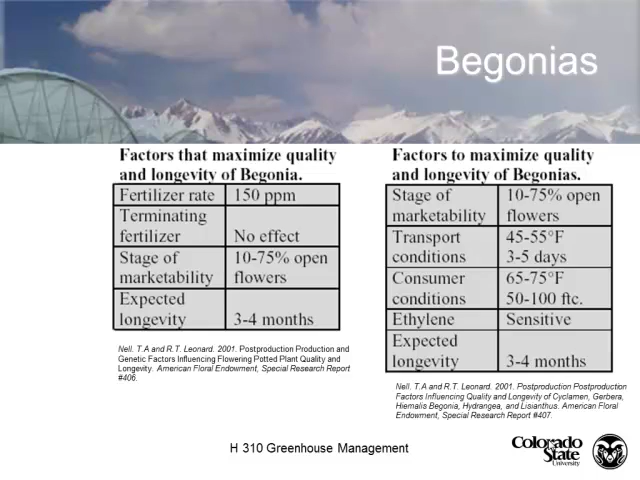 Begonias
Factors that maximize quality
and longevity of Begonia.
Fertilizer rate 150 ppm
Terminating
fertilizer No effect
Stage of 10-75% open
marketability flowers
Expected
longevity 3-4 months
Nell. T.A and R.T. Leonard. 2001. Postproduction Production and
Genetic Factors Influencing Flowering Potted Plant Quality and
Longevity. American Floral Endowment, Special Research Report
#406.
Factors to maximize quality
and longevity of Begonias.
Stage of 10-75% open
marketability flowers
Transport 45-55°F
conditions 3-5 days
Consumer 65-75°F
conditions 50-100 ftc.
Ethylene Sensitive
Expected
longevity 3-4 months
Nell. T.A and R.T. Leonard. 2001. Postproduction Postproduction
Factors Influencing Quality and Longevity of Cyclamen, Gerbera,
Hiemalis Begonia, Hydrangea, and Lisianthus. American Floral
Endowment, Special Research Report #407.
H 310 Greenhouse Management
Colorado
State
University